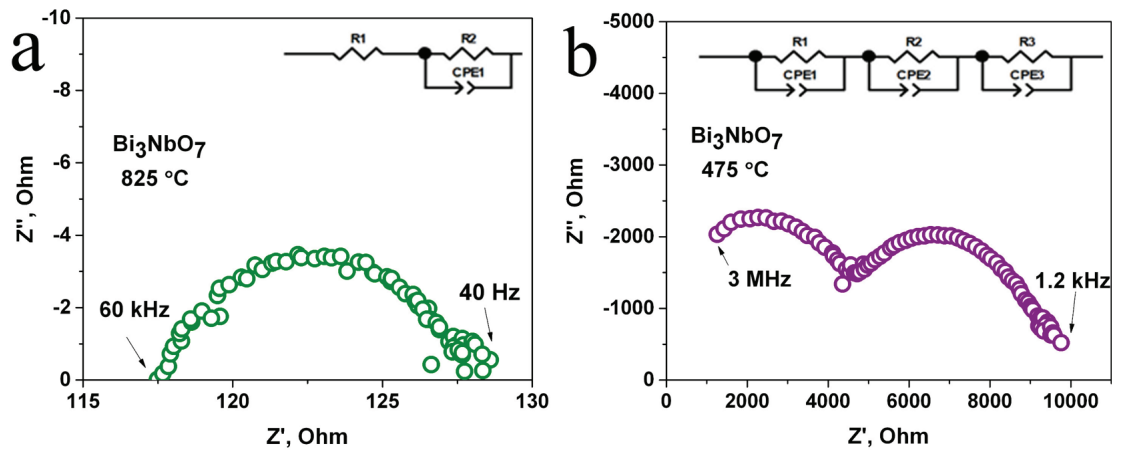 a
-10
-8
-6
-4
-2
0
115
120
125
130
Z'', Ohm
Z', Ohm
R1
R2
CPE1
Bi3NbO7
825 °C
60 kHz
40 Hz
b
-5000
-4000
-3000
-2000
-1000
0
0
2000
4000
6000
8000
10000
Z'', Ohm
Z', Ohm
R1
R2
R3
CPE1
CPE2
CPE3
Bi3NbO7
475 °C
3 MHz
1.2 kHz